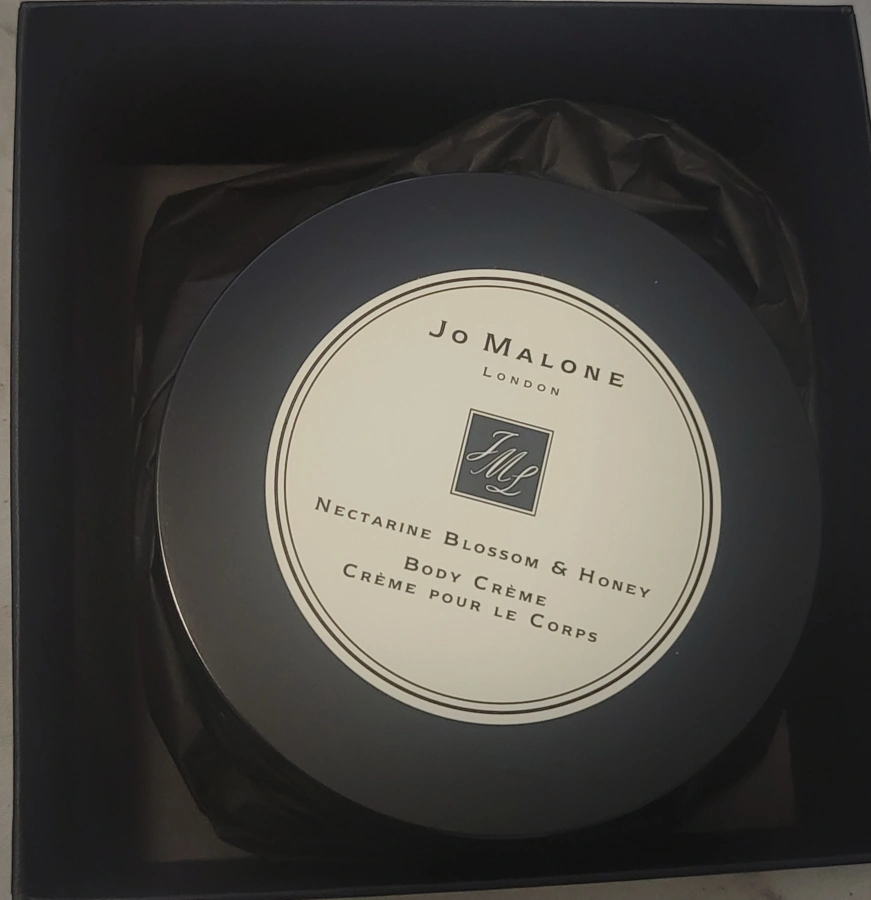 Jo Malone
London
JML
Nectarine Blossom & Honey
Body Crème
Crème pour le Corps